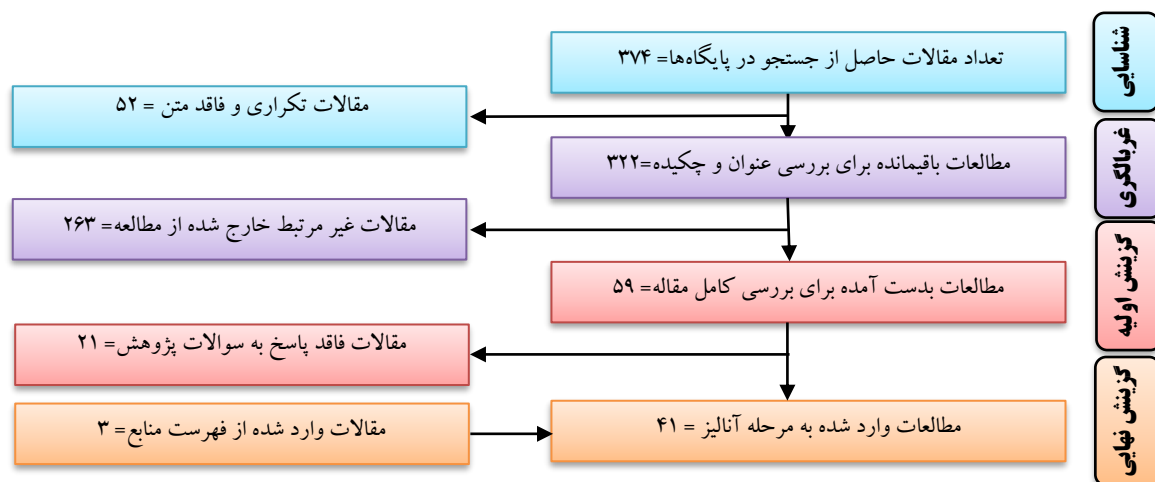 شناسایی
تعداد مقالات حاصل از جستجو در پایگاه‌ها= ۳۷۴
مقالات تکراری و فاقد متن = ۵۲
غربالگری
مطالعات باقیمانده برای بررسی عنوان و چکیده=۳۲۲
مقالات غیر مرتبط خارج شده از مطالعه= ۲۶۳
گزینش اولیه
مطالعات بدست آمده برای بررسی کامل مقاله= ۵۹
مقالات فاقد پاسخ به سوالات پژوهش= ۲۱
گزینش نهایی
مطالعات وارد شده به مرحله آنالیز = ۴۱
مقالات وارد شده از فهرست منابع= ۳